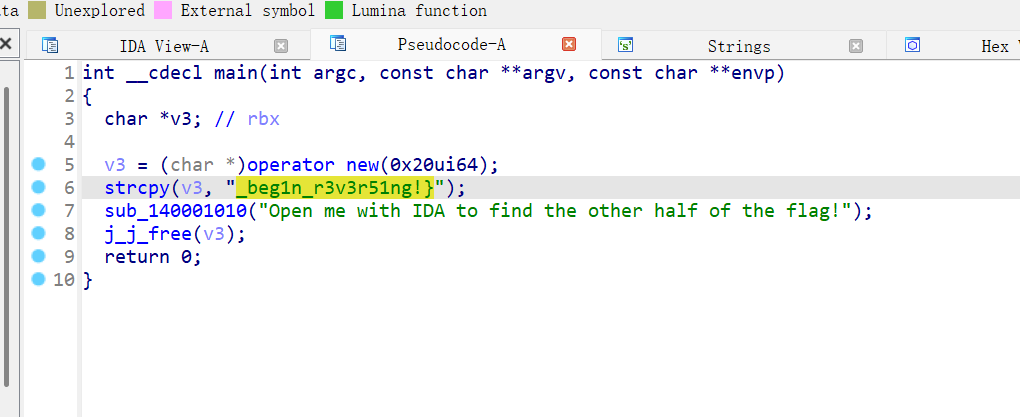 ata Unexplored External symbol Lumina function
IDA View-A Pseudocode-A Strings Hex
1 int __cdecl main(int argc, const char **argv, const char **envp)
2 {
3 char *v3; // rbx
4
5 v3 = (char *)operator new(0x20ui64);
6 strcpy(v3, "_beg1n_r3v3r51ng!}");
7 sub_140001010("Open me with IDA to find the other half of the flag!");
8 j_j_free(v3);
9 return 0;
10 }